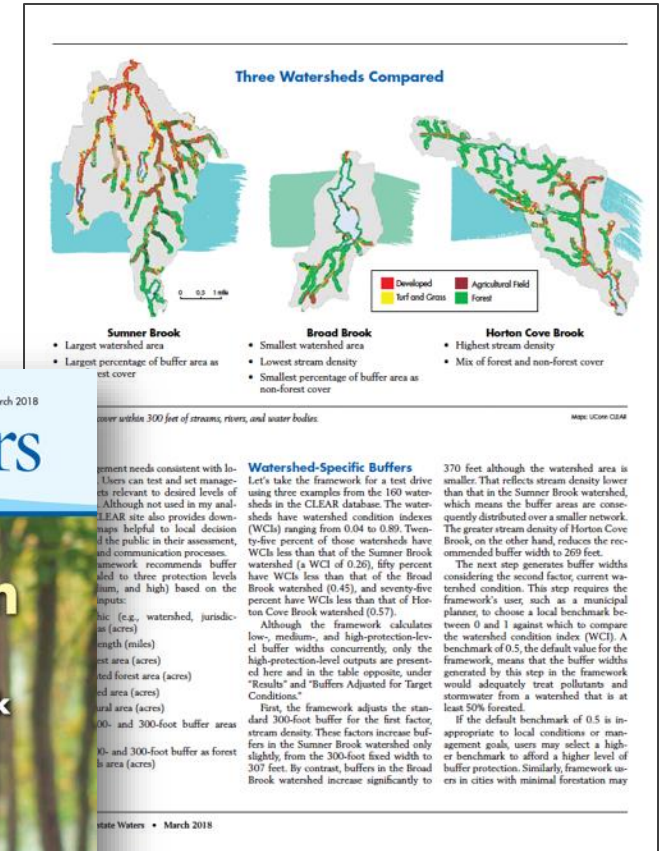 Three Watersheds Compared
0 0.5 1 mile
Developed
Turf and Grass
Agricultural Field
Forest
Sumner Brook
• Largest watershed area
• Largest percentage of buffer area as
est cover
Broad Brook
• Smallest watershed area
• Lowest stream density
• Smallest percentage of buffer area as
non-forest cover
Horton Cove Brook
• Highest stream density
• Mix of forest and non-forest cover
cover within 300 feet of streams, rivers, and water bodies.
Maps: UConn CLEAR
rch 2018
rs
n
k
gement needs consistent with lo-
. Users can test and set manage-
ets relevant to desired levels of
. Although not used in my anal-
CLEAR site also provides down-
maps helpful to local decision
d the public in their assessment,
and communication processes.
amework recommends buffer
aled to three protection levels
ium, and high) based on the
inputs:
hic (e.g., watershed, jurisdic-
as (acres)
ength (miles)
est area (acres)
ted forest area (acres)
ed area (acres)
ural area (acres)
00- and 300-foot buffer areas
00- and 300-foot buffer as forest
ls area (acres)
Watershed-Specific Buffers
Let's take the framework for a test drive
using three examples from the 160 water-
sheds in the CLEAR database. The water-
sheds have watershed condition indexes
(WCIs) ranging from 0.04 to 0.89. Twen-
ty-five percent of those watersheds have
WCIs less than that of the Sumner Brook
watershed (a WCI of 0.26), fifty percent
have WCIs less than that of the Broad
Brook watershed (0.45), and seventy-five
percent have WCIs less than that of Hor-
ton Cove Brook watershed (0.57).
Although the framework calculates
low-, medium-, and high-protection-lev-
el buffer widths concurrently, only the
high-protection-level outputs are present-
ed here and in the table opposite, under
"Results" and "Buffers Adjusted for Target
Conditions."
First, the framework adjusts the stan-
dard 300-foot buffer for the first factor,
stream density. These factors increase buf-
fers in the Sumner Brook watershed only
slightly, from the 300-foot fixed width to
307 feet. By contrast, buffers in the Broad
Brook watershed increase significantly to
370 feet although the watershed area is
smaller. That reflects stream density lower
than that in the Sumner Brook watershed,
which means the buffer areas are conse-
quently distributed over a smaller network.
The greater stream density of Horton Cove
Brook, on the other hand, reduces the rec-
ommended buffer width to 269 feet.
The next step generates buffer widths
considering the second factor, current wa-
tershed condition. This step requires the
framework's user, such as a municipal
planner, to choose a local benchmark be-
tween 0 and 1 against which to compare
the watershed condition index (WCI). A
benchmark of 0.5, the default value for the
framework, means that the buffer widths
generated by this step in the framework
would adequately treat pollutants and
stormwater from a watershed that is at
least 50% forested.
If the default benchmark of 0.5 is in-
appropriate to local conditions or man-
agement goals, users may select a high-
er benchmark to afford a higher level of
buffer protection. Similarly, framework us-
ers in cities with minimal forestation may
state Waters • March 2018